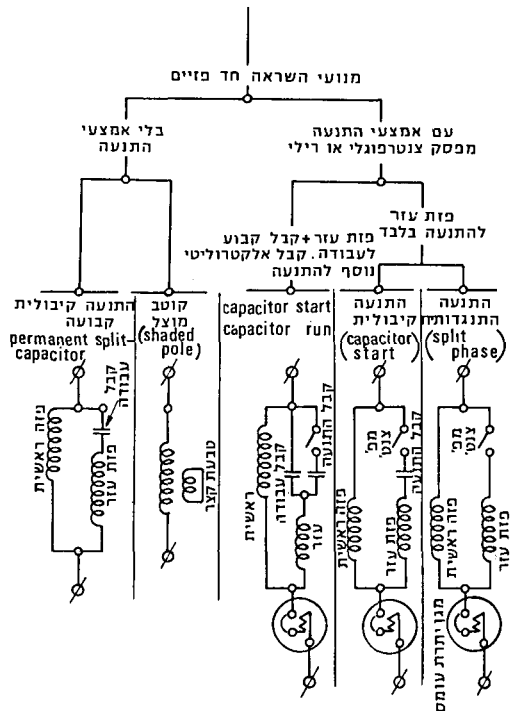 מנועי השראה חד פזיים
עם אמצעי התנעה
מפסק צנטרפוגלי או רילי
בלי אמצעי
התנעה
פזת עזר
להתנעה בלבד
פזת עזר+קבל קבוע
לעבודה. קבל אלקטרוליטי
נוסף להתנעה
התנעה
התנגדותית
(split
phase)
התנעה
קיבולית
(capacitor
start)
capacitor start
capacitor run
קוטב
מוצל
(shaded
pole)
התנעה קיבולית
קבועה
permanent split-
capacitor
מפ.
צנט'
פזה ראשית
פזת עזר
מגן יתרת עומס
מפ.
צנט'
קבל התנעה
פזה ראשית
פזת עזר
קבל התנעה
קבל עבודה
ראשית
עזר
טבעת קצר
קבל
עבודה
פזה ראשית
פזת עזר